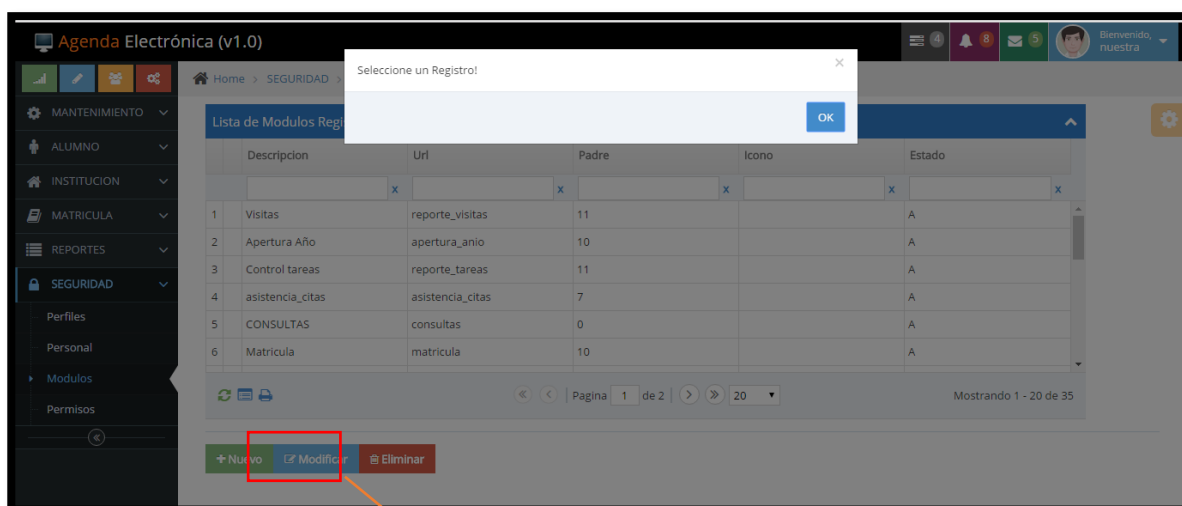 Agenda Electrónica (v1.0)
4
8
5
Bienvenido,
nuestra
Seleccione un Registro!
×
OK
Home > SEGURIDAD >
MANTENIMIENTO
ALUMNO
INSTITUCION
MATRICULA
REPORTES
SEGURIDAD
Perfiles
Personal
Modulos
Permisos
Lista de Modulos Regi
Descripcion Url Padre Icono Estado
x x x x x
1 Visitas reporte_visitas 11 A
2 Apertura Año apertura_anio 10 A
3 Control tareas reporte_tareas 11 A
4 asistencia_citas asistencia_citas 7 A
5 CONSULTAS consultas 0 A
6 Matricula matricula 10 A
Pagina 1 de 2 20 Mostrando 1 - 20 de 35
+ Nuevo Modificar Eliminar